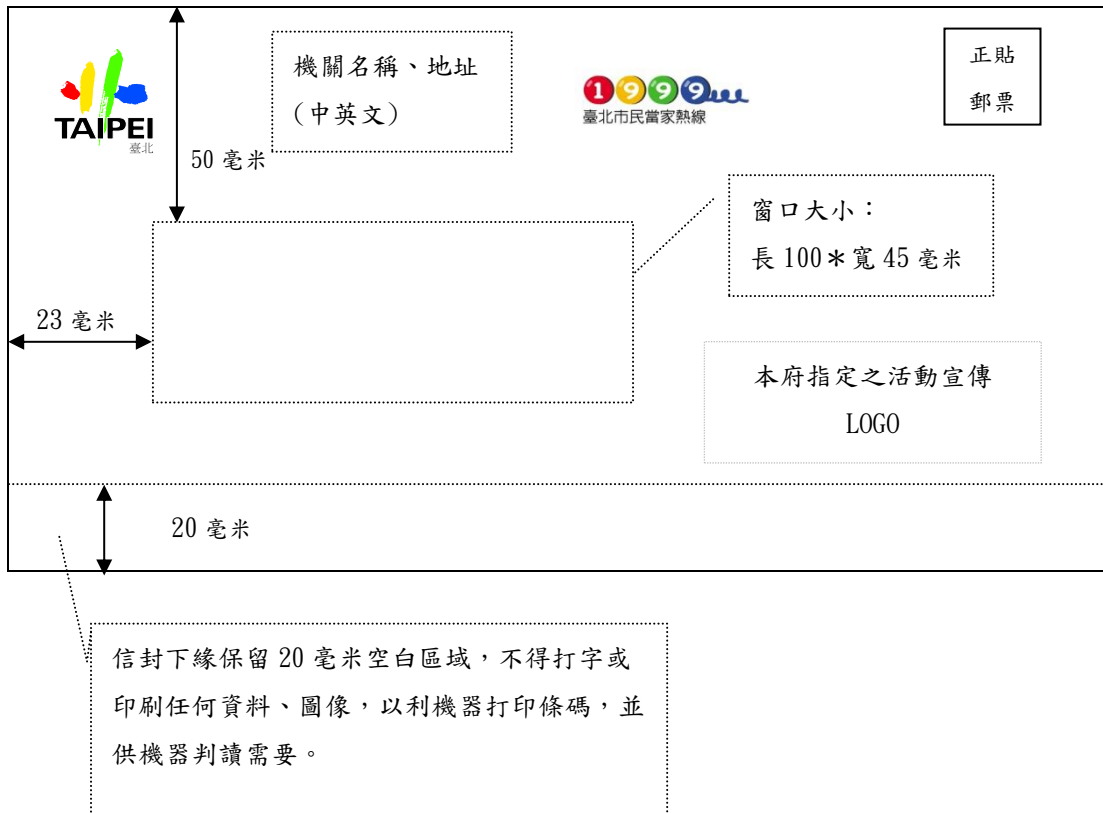 TAIPEI
臺北
機關名稱、地址
(中英文)
1999
臺北市民當家熱線
正貼
郵票
50 毫米
窗口大小：
長 100＊寬 45 毫米
23 毫米
本府指定之活動宣傳
LOGO
20 毫米
信封下緣保留 20 毫米空白區域，不得打字或
印刷任何資料、圖像，以利機器打印條碼，並
供機器判讀需要。